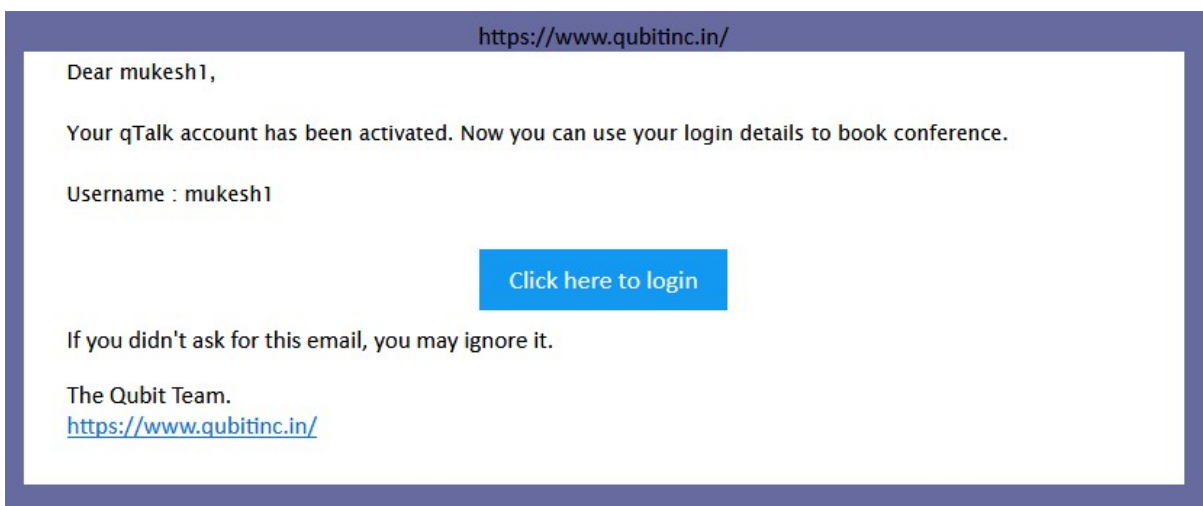 https://www.qubitinc.in/
Dear mukesh1,
Your qTalk account has been activated. Now you can use your login details to book conference.
Username : mukesh1
Click here to login
If you didn't ask for this email, you may ignore it.
The Qubit Team.
https://www.qubitinc.in/